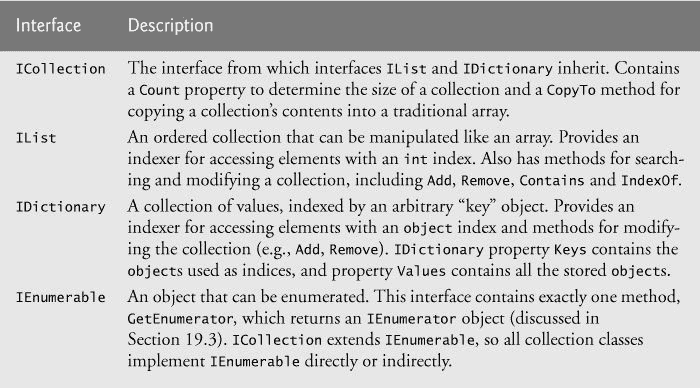 Interface Description
ICollection The interface from which interfaces IList and IDictionary inherit. Contains
a Count property to determine the size of a collection and a CopyTo method for
copying a collection's contents into a traditional array.
IList An ordered collection that can be manipulated like an array. Provides an
indexer for accessing elements with an int index. Also has methods for search-
ing and modifying a collection, including Add, Remove, Contains and IndexOf.
IDictionary A collection of values, indexed by an arbitrary “key” object. Provides an
indexer for accessing elements with an object index and methods for modify-
ing the collection (e.g., Add, Remove). IDictionary property Keys contains the
objects used as indices, and property Values contains all the stored objects.
IEnumerable An object that can be enumerated. This interface contains exactly one method,
GetEnumerator, which returns an IEnumerator object (discussed in
Section 19.3). ICollection extends IEnumerable, so all collection classes
implement IEnumerable directly or indirectly.